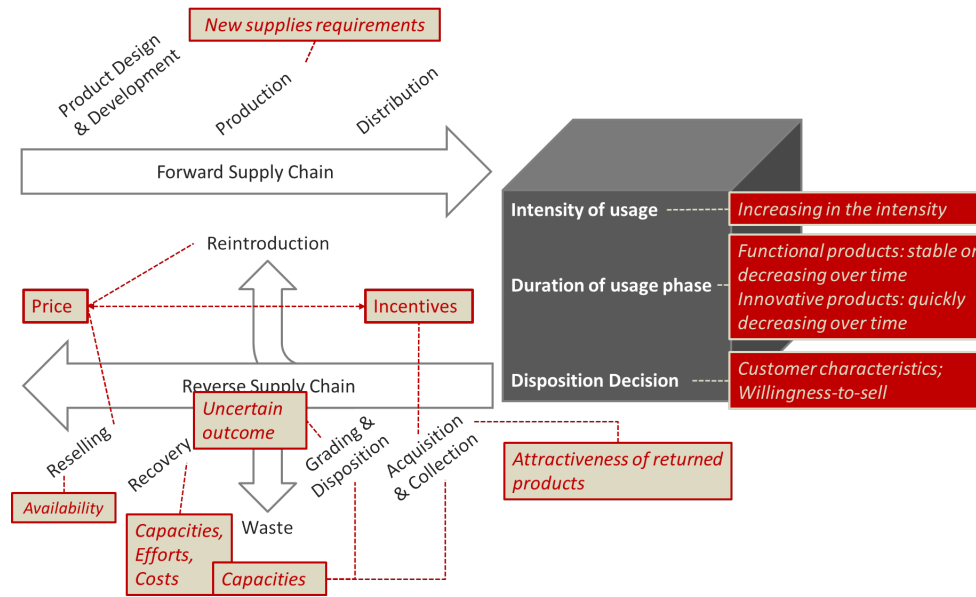 New supplies requirements
Product Design
& Development
Production
Distribution
Forward Supply Chain
Intensity of usage
Increasing in the intensity
Reintroduction
Functional products: stable or
decreasing over time
Duration of usage phase
Innovative products: quickly
decreasing over time
Price
Incentives
Reverse Supply Chain
Disposition Decision
Customer characteristics;
Willingness-to-sell
Uncertain
outcome
Reselling
Recovery
Grading &
Disposition
Acquisition
& Collection
Attractiveness of returned
products
Availability
Waste
Capacities,
Efforts,
Costs
Capacities